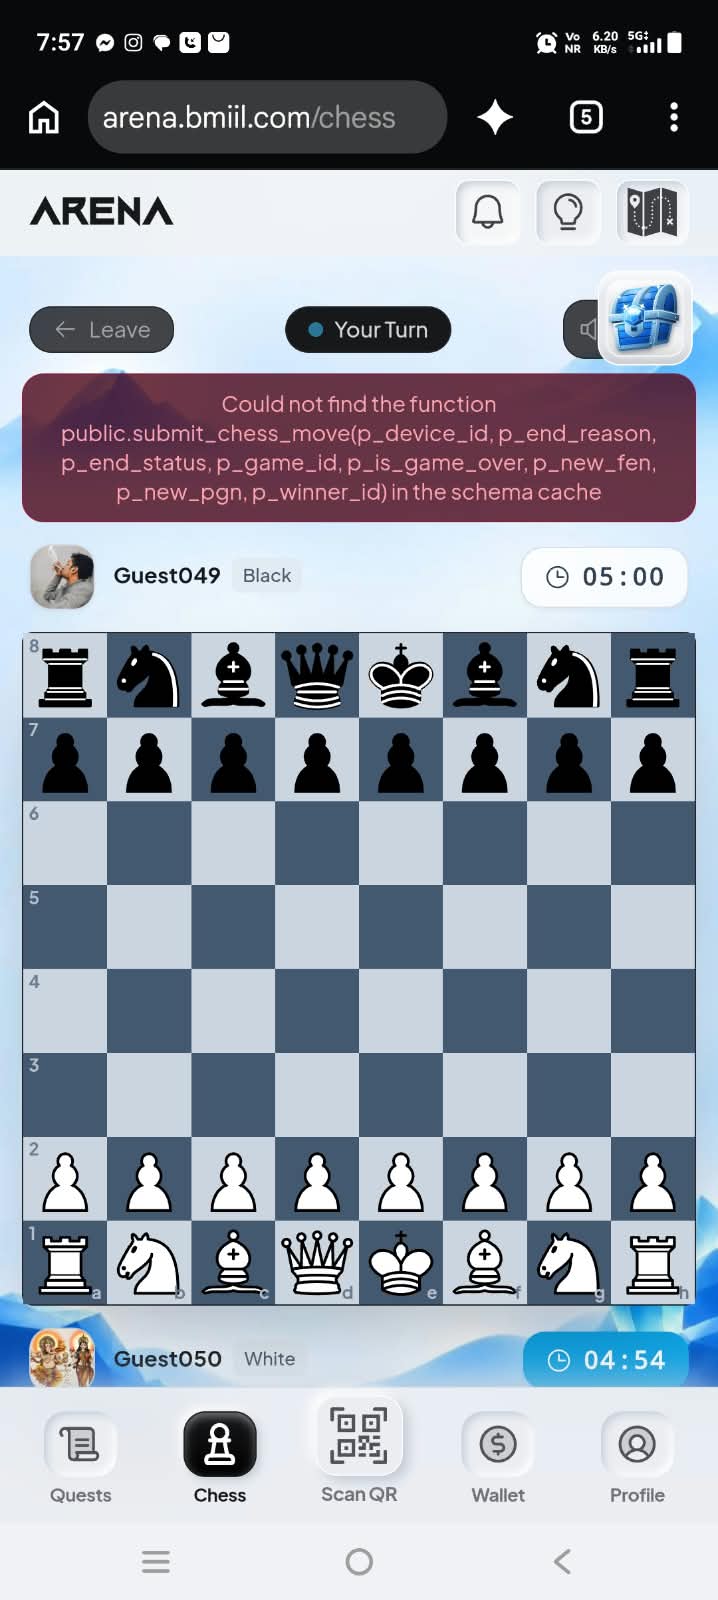 7:57
Vo NR 6.20 KB/s 5G
arena.bmiil.com/chess
5
ARENA
← Leave
Your Turn
Could not find the function
public.submit_chess_move(p_device_id, p_end_reason,
p_end_status, p_game_id, p_is_game_over, p_new_fen,
p_new_pgn, p_winner_id) in the schema cache
Guest049 Black 05:00
8
7
6
5
4
3
2
1
a b c d e f g h
Guest050 White 04:54
Quests Chess Scan QR Wallet Profile